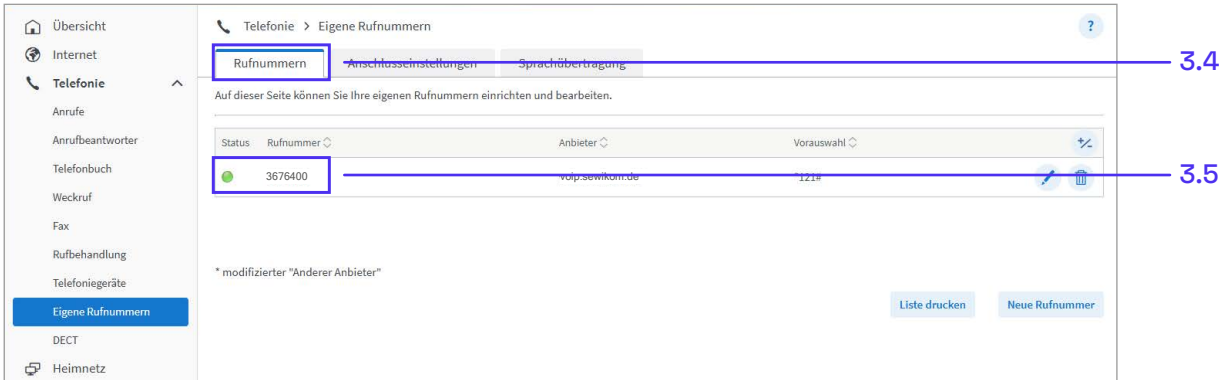 Übersicht
Internet
Telefonie
Anrufe
Anrufbeantworter
Telefonbuch
Weckruf
Fax
Rufbehandlung
Telefoniegeräte
Eigene Rufnummern
DECT
Heimnetz
Telefonie > Eigene Rufnummern ?
Rufnummern Anschlusseinstellungen Sprachübertragung 3.4
Auf dieser Seite können Sie Ihre eigenen Rufnummern einrichten und bearbeiten.
Status Rufnummer Anbieter Vorauswahl +/-
3676400 voip.sewikom.de *121# 3.5
* modifizierter "Anderer Anbieter"
Liste drucken Neue Rufnummer